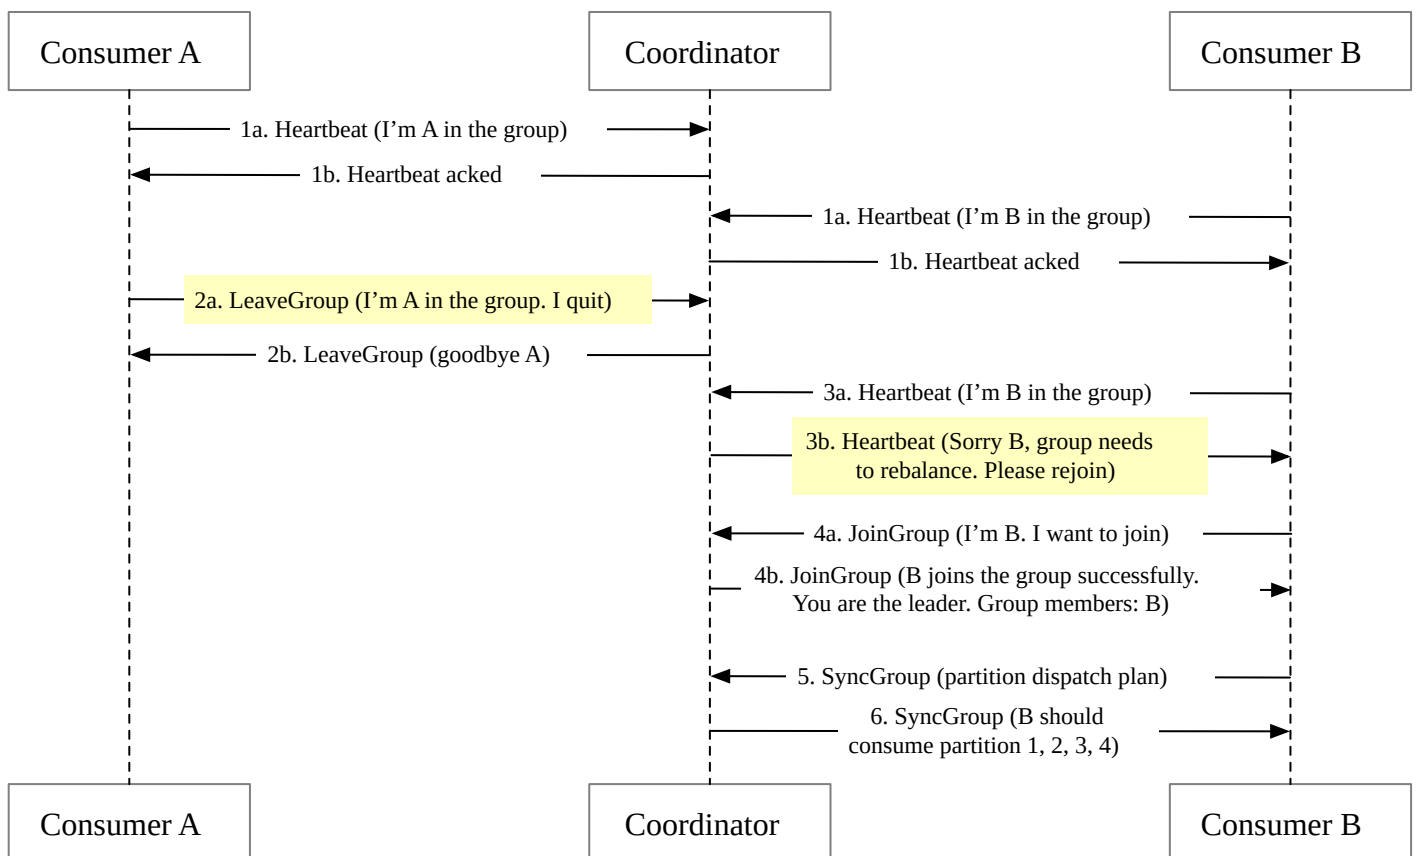 Consumer A
Coordinator
Consumer B
1a. Heartbeat (I’m A in the group)
1b. Heartbeat acked
1a. Heartbeat (I’m B in the group)
1b. Heartbeat acked
2a. LeaveGroup (I’m A in the group. I quit)
2b. LeaveGroup (goodbye A)
3a. Heartbeat (I’m B in the group)
3b. Heartbeat (Sorry B, group needs
to rebalance. Please rejoin)
4a. JoinGroup (I’m B. I want to join)
4b. JoinGroup (B joins the group successfully.
You are the leader. Group members: B)
5. SyncGroup (partition dispatch plan)
6. SyncGroup (B should
consume partition 1, 2, 3, 4)
Consumer A
Coordinator
Consumer B